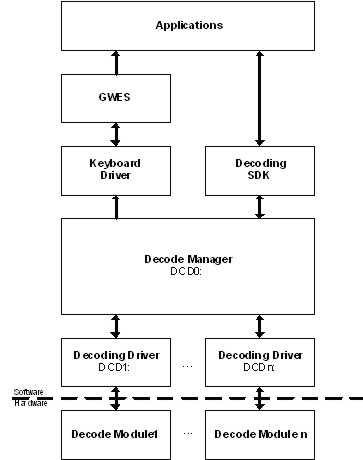 Applications
GWES
Keyboard
Driver
Decoding
SDK
Decode Manager
DCD0:
Decoding Driver
DCD1:
...
Decoding Driver
DCDn:
Software
Hardware
Decode Module1
...
Decode Module n